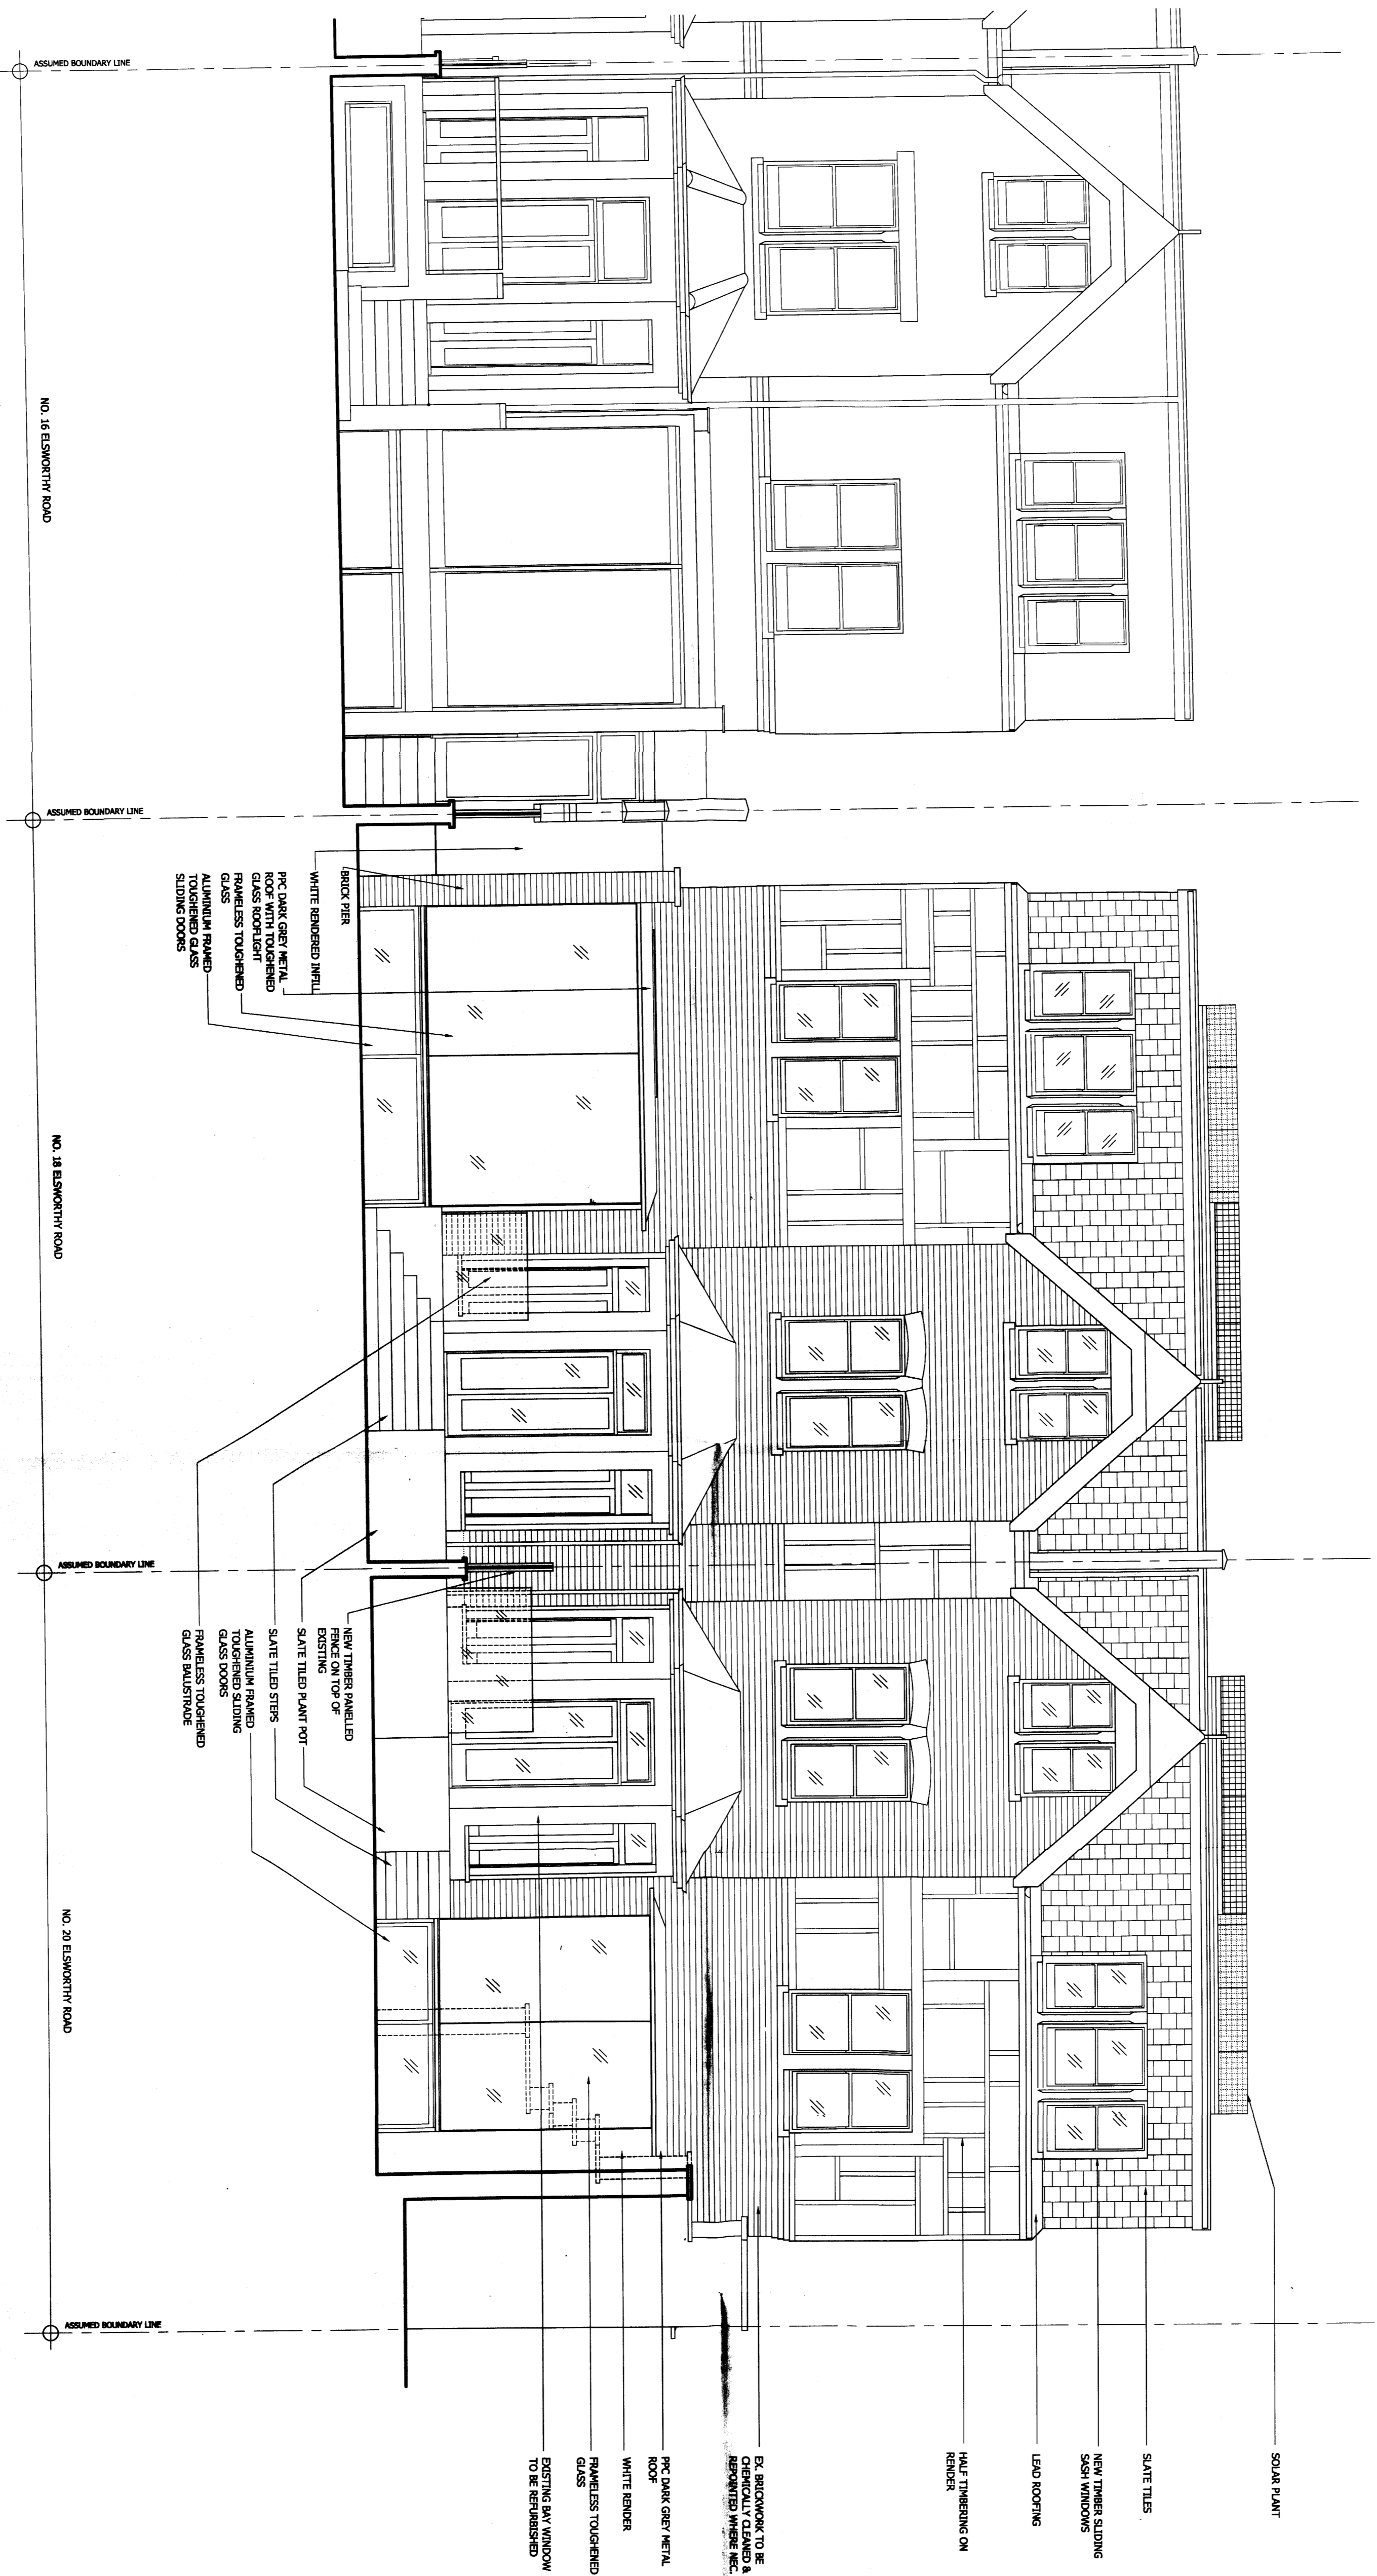 SOLAR PLANT
SLATE TILES
NEW TIMBER SLIDING
SASH WINDOWS
LEAD ROOFING
HALF TIMBERING ON
RENDER
EX. BRICKWORK TO BE
CHEMICALLY CLEANED &
REPOINTED WHERE NEC.
PPC DARK GREY METAL
ROOF
WHITE RENDER
FRAMELESS TOUGHENED
GLASS
EXISTING BAY WINDOW
TO BE REFURBISHED
BRICK PIER
WHITE RENDERED INFILL
PPC DARK GREY METAL
ROOF WITH TOUGHENED
GLASS ROOFLIGHT
FRAMELESS TOUGHENED
GLASS
ALUMINIUM FRAMED
TOUGHENED GLASS
SLIDING DOORS
NEW TIMBER PANELLED
FENCE ON TOP OF
EXISTING
SLATE TILED PLANT POT
SLATE TILED STEPS
ALUMINIUM FRAMED
TOUGHENED SLIDING
GLASS DOORS
FRAMELESS TOUGHENED
GLASS BALUSTRADE
ASSUMED BOUNDARY LINE
ASSUMED BOUNDARY LINE
ASSUMED BOUNDARY LINE
ASSUMED BOUNDARY LINE
NO. 16 ELSWORTHY ROAD
NO. 18 ELSWORTHY ROAD
NO. 20 ELSWORTHY ROAD